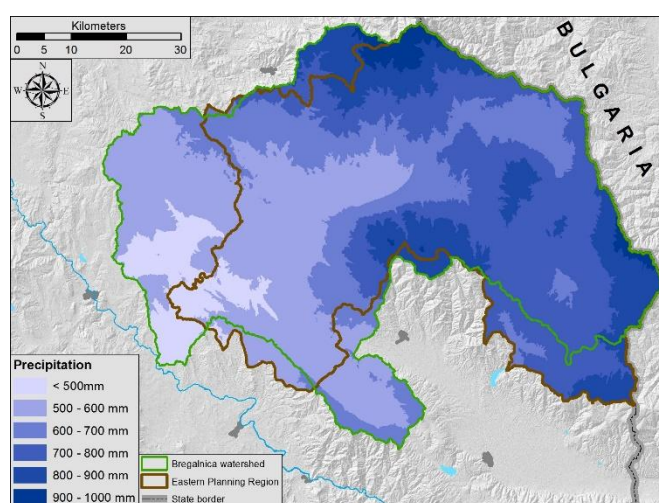 Kilometers
0 5 10 20 30
N
W E
S
BULGARIA
Precipitation
< 500mm
500 - 600 mm
600 - 700 mm
700 - 800 mm
800 - 900 mm
900 - 1000 mm
Bregalnica watershed
Eastern Planning Region
State border